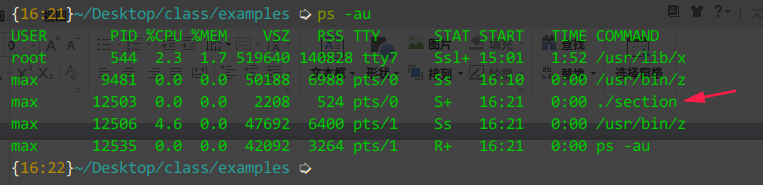 {16:21}~/Desktop/class/examples ➭ ps -au
USER       PID %CPU %MEM    VSZ   RSS TTY      STAT START   TIME COMMAND
root       544  2.3  1.7 519640 140828 tty7    Ssl+ 15:01   1:52 /usr/lib/x
max       9481  0.0  0.0  50188  6988 pts/0    Ss   16:10   0:00 /usr/bin/z
max      12503  0.0  0.0   2208   524 pts/0    S+   16:21   0:00 ./section
max      12506  4.6  0.0  47692  6400 pts/1    Ss   16:21   0:00 /usr/bin/z
max      12535  0.0  0.0  42092  3264 pts/1    R+   16:21   0:00 ps -au
{16:22}~/Desktop/class/examples ➭